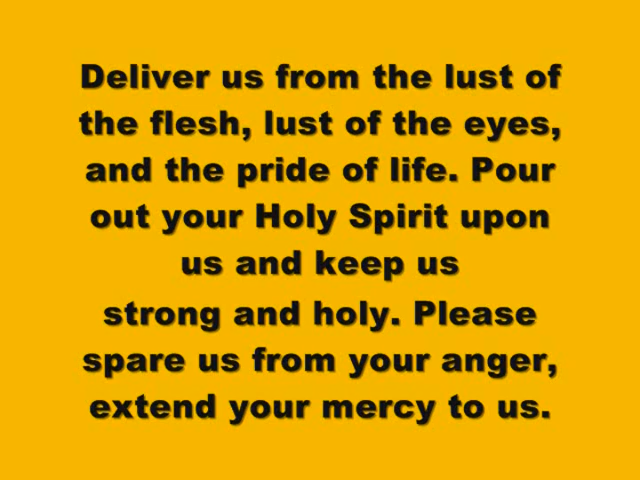 Deliver us from the lust of
the flesh, lust of the eyes,
and the pride of life. Pour
out your Holy Spirit upon
us and keep us
strong and holy. Please
spare us from your anger,
extend your mercy to us.